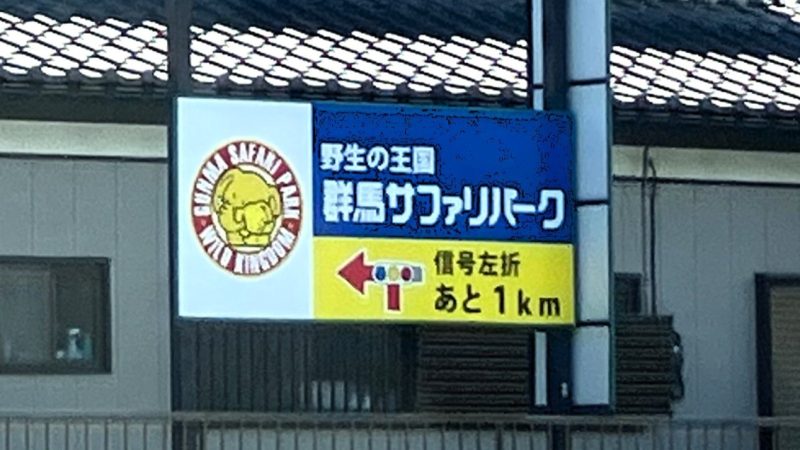 GUNMA SAFARI PARK
WILD KINGDOM
野生の王国
群馬サファリパーク
信号左折
あと1km